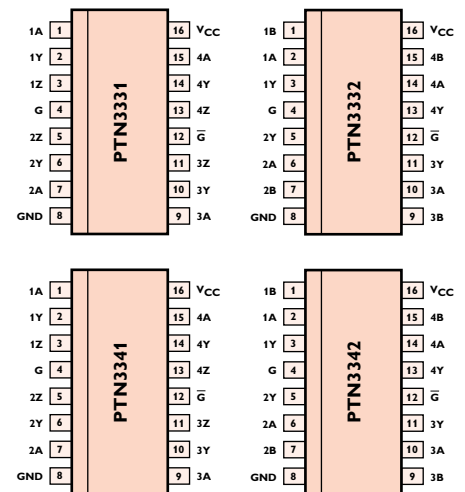 1A 1 16 VCC
1Y 2 15 4A
1Z 3 14 4Y
G 4 13 4Z
2Z 5 12 G̅
2Y 6 11 3Z
2A 7 10 3Y
GND 8 9 3A
PTN3331
1B 1 16 VCC
1A 2 15 4B
1Y 3 14 4A
G 4 13 4Y
2Y 5 12 G̅
2A 6 11 3Y
2B 7 10 3A
GND 8 9 3B
PTN3332
1A 1 16 VCC
1Y 2 15 4A
1Z 3 14 4Y
G 4 13 4Z
2Z 5 12 G̅
2Y 6 11 3Z
2A 7 10 3Y
GND 8 9 3A
PTN3341
1B 1 16 VCC
1A 2 15 4B
1Y 3 14 4A
G 4 13 4Y
2Y 5 12 G̅
2A 6 11 3Y
2B 7 10 3A
GND 8 9 3B
PTN3342